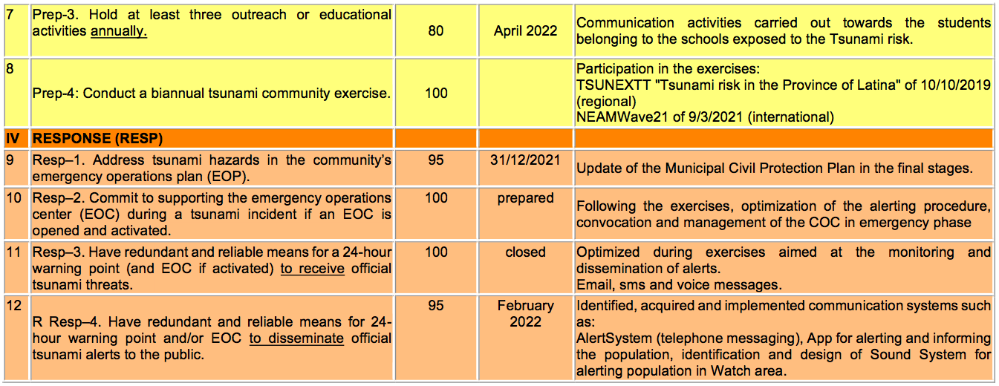 7
Prep-3. Hold at least three outreach or educational
activities annually.
80
April 2022
Communication activities carried out towards the students
belonging to the schools exposed to the Tsunami risk.
8
Prep-4: Conduct a biannual tsunami community exercise.
100
Participation in the exercises:
TSUNEXTT "Tsunami risk in the Province of Latina" of 10/10/2019
(regional)
NEAMWave21 of 9/3/2021 (international)
IV
RESPONSE (RESP)
9
Resp–1. Address tsunami hazards in the community's
emergency operations plan (EOP).
95
31/12/2021
Update of the Municipal Civil Protection Plan in the final stages.
10
Resp–2. Commit to supporting the emergency operations
center (EOC) during a tsunami incident if an EOC is
opened and activated.
100
prepared
Following the exercises, optimization of the alerting procedure,
convocation and management of the COC in emergency phase
11
Resp–3. Have redundant and reliable means for a 24-hour
warning point (and EOC if activated) to receive official
tsunami threats.
100
closed
Optimized during exercises aimed at the monitoring and
dissemination of alerts.
Email, sms and voice messages.
12
R Resp–4. Have redundant and reliable means for 24-
hour warning point and/or EOC to disseminate official
tsunami alerts to the public.
95
February
2022
Identified, acquired and implemented communication systems such
as:
AlertSystem (telephone messaging), App for alerting and informing
the population, identification and design of Sound System for
alerting population in Watch area.